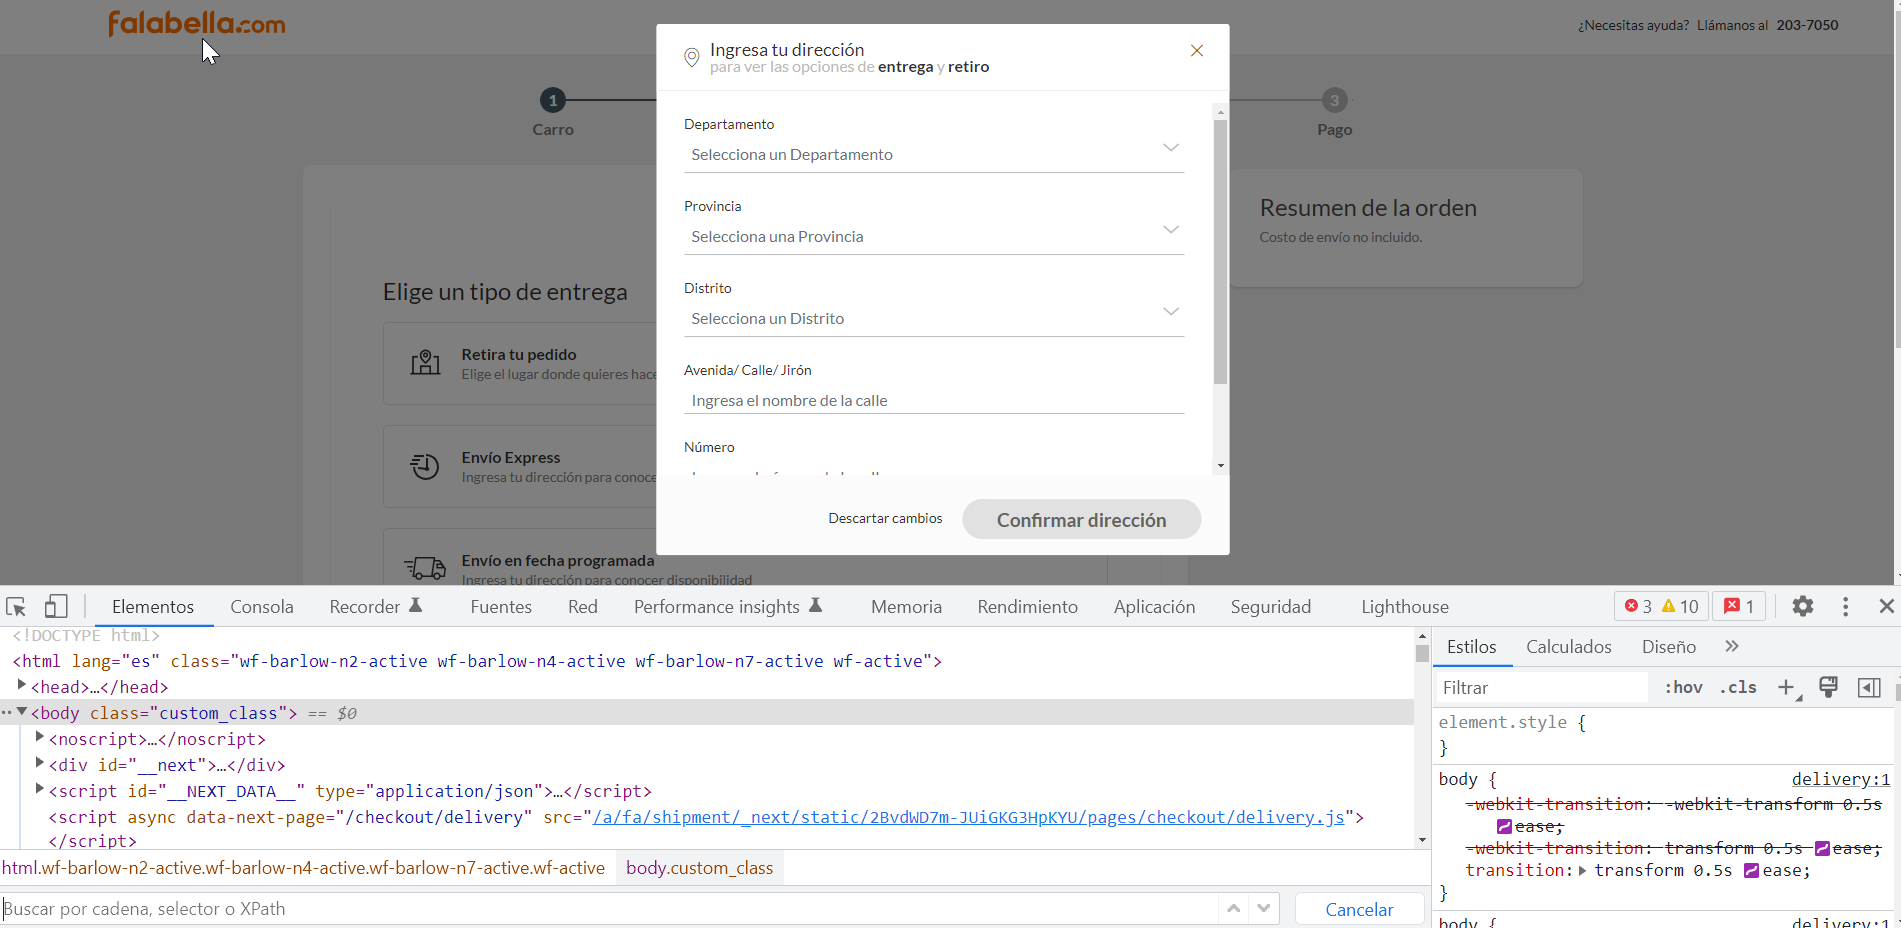 falabella.com
¿Necesitas ayuda? Llámanos al 203-7050
1
Carro
3
Pago
Ingresa tu dirección
para ver las opciones de entrega y retiro
Departamento
Selecciona un Departamento
Provincia
Selecciona una Provincia
Distrito
Selecciona un Distrito
Avenida/ Calle/ Jirón
Ingresa el nombre de la calle
Número
Descartar cambios
Confirmar dirección
Resumen de la orden
Costo de envío no incluido.
Elige un tipo de entrega
Retira tu pedido
Elige el lugar donde quieres hace
Envío Express
Ingresa tu dirección para conoce
Envío en fecha programada
Ingresa tu dirección para conocer disponibilidad
Elementos Consola Recorder Fuentes Red Performance insights Memoria Rendimiento Aplicación Seguridad Lighthouse 3 10 1
<!DOCTYPE html>
<html lang="es" class="wf-barlow-n2-active wf-barlow-n4-active wf-barlow-n7-active wf-active">
<head>…</head>
<body class="custom_class"> == $0
<noscript>…</noscript>
<div id="__next">…</div>
<script id="__NEXT_DATA__" type="application/json">…</script>
<script async data-next-page="/checkout/delivery" src="/a/fa/shipment/_next/static/2BvdWD7m-JUiGKG3HpKYU/pages/checkout/delivery.js">
</script>
html.wf-barlow-n2-active.wf-barlow-n4-active.wf-barlow-n7-active.wf-active body.custom_class
Buscar por cadena, selector o XPath
Cancelar
Estilos Calculados Diseño
Filtrar :hov .cls
element.style {
}
body { delivery:1
-webkit-transition: -webkit-transform 0.5s
ease;
-webkit-transition: transform 0.5s ease;
transition: transform 0.5s ease;
}
body { delivery:1